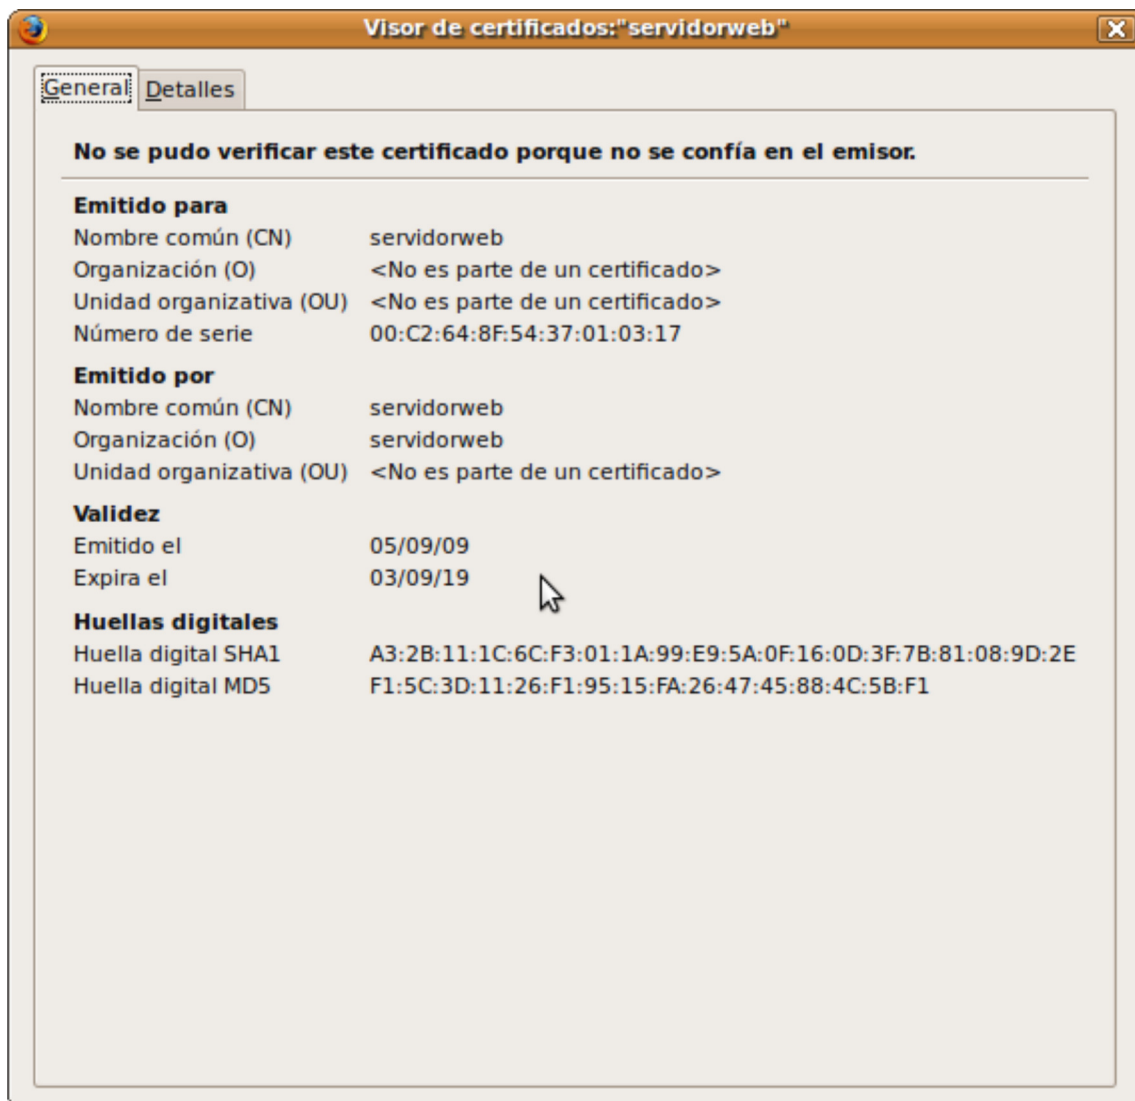 Visor de certificados:"servidorweb"
General Detalles
No se pudo verificar este certificado porque no se confía en el emisor.
Emitido para
Nombre común (CN) servidorweb
Organización (O) <No es parte de un certificado>
Unidad organizativa (OU) <No es parte de un certificado>
Número de serie 00:C2:64:8F:54:37:01:03:17
Emitido por
Nombre común (CN) servidorweb
Organización (O) servidorweb
Unidad organizativa (OU) <No es parte de un certificado>
Validez
Emitido el 05/09/09
Expira el 03/09/19
Huellas digitales
Huella digital SHA1 A3:2B:11:1C:6C:F3:01:1A:99:E9:5A:0F:16:0D:3F:7B:81:08:9D:2E
Huella digital MD5 F1:5C:3D:11:26:F1:95:15:FA:26:47:45:88:4C:5B:F1